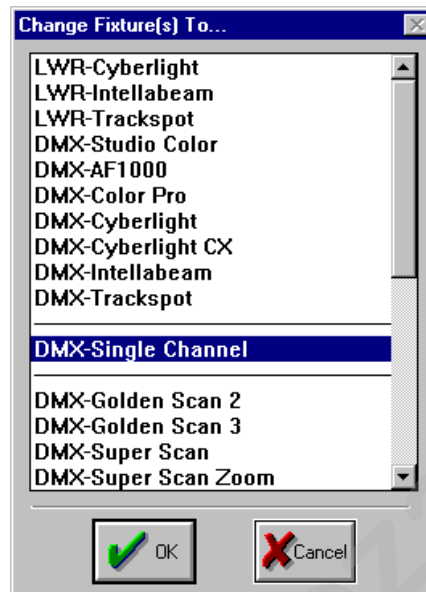 Change Fixture(s) To...
LWR-Cyberlight
LWR-Intellabeam
LWR-Trackspot
DMX-Studio Color
DMX-AF1000
DMX-Color Pro
DMX-Cyberlight
DMX-Cyberlight CX
DMX-Intellabeam
DMX-Trackspot
DMX-Single Channel
DMX-Golden Scan 2
DMX-Golden Scan 3
DMX-Super Scan
DMX-Super Scan Zoom
OK
Cancel